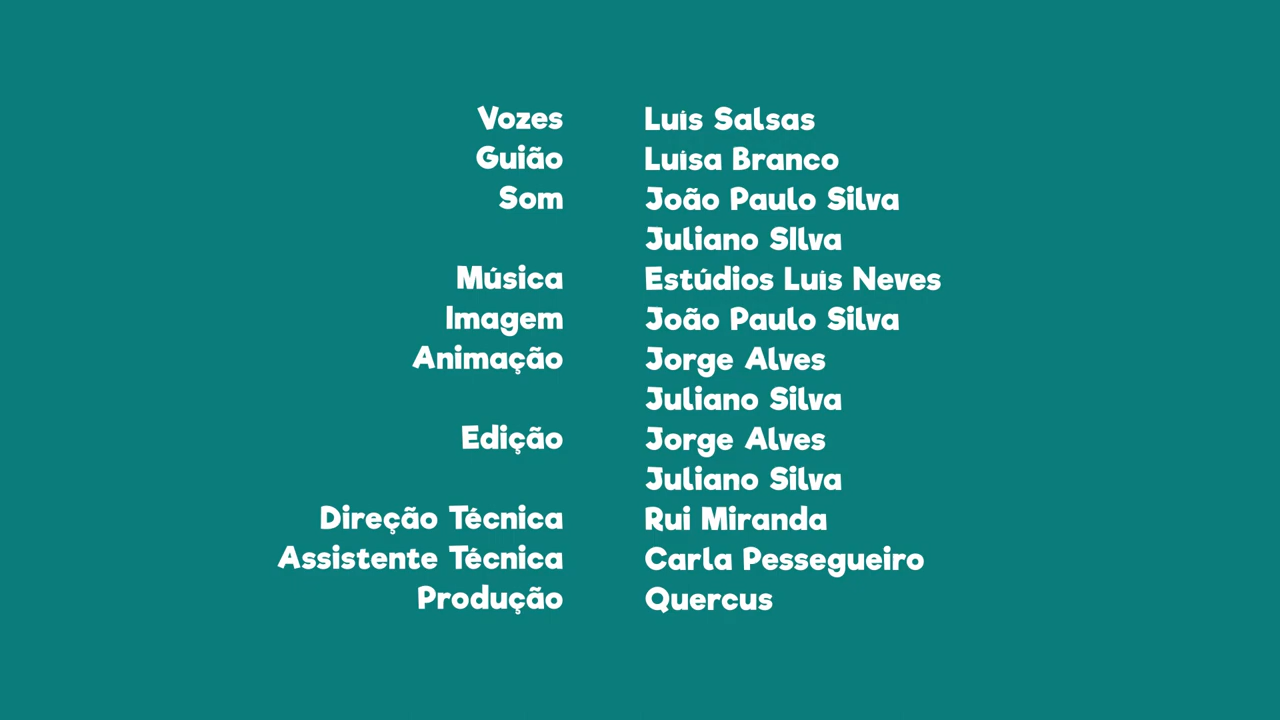 Vozes Luís Salsas
Guião Luísa Branco
Som João Paulo Silva
Juliano SIlva
Música Estúdios Luís Neves
Imagem João Paulo Silva
Animação Jorge Alves
Juliano Silva
Edição Jorge Alves
Juliano Silva
Direção Técnica Rui Miranda
Assistente Técnica Carla Pessegueiro
Produção Quercus